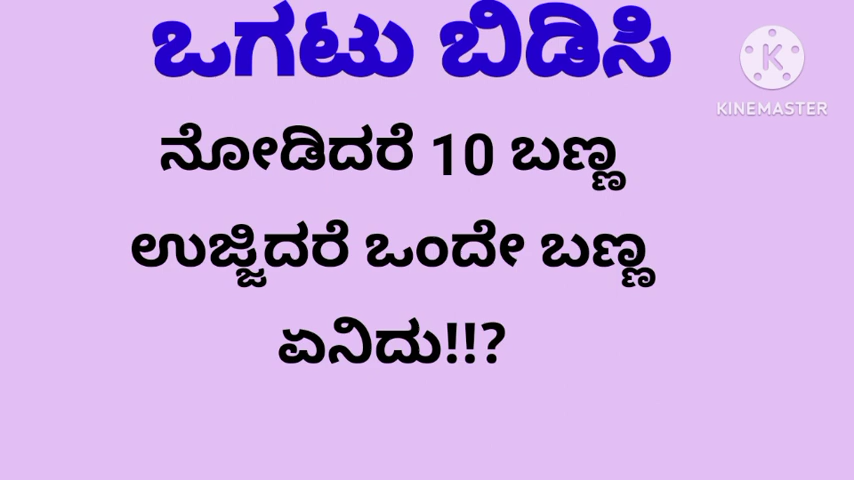 ಒಗಟು ಬಿಡಿಸಿ
KINEMASTER
ನೋಡಿದರೆ 10 ಬಣ್ಣ
ಉಜ್ಜಿದರೆ ಒಂದೇ ಬಣ್ಣ
ಏನಿದು!!?